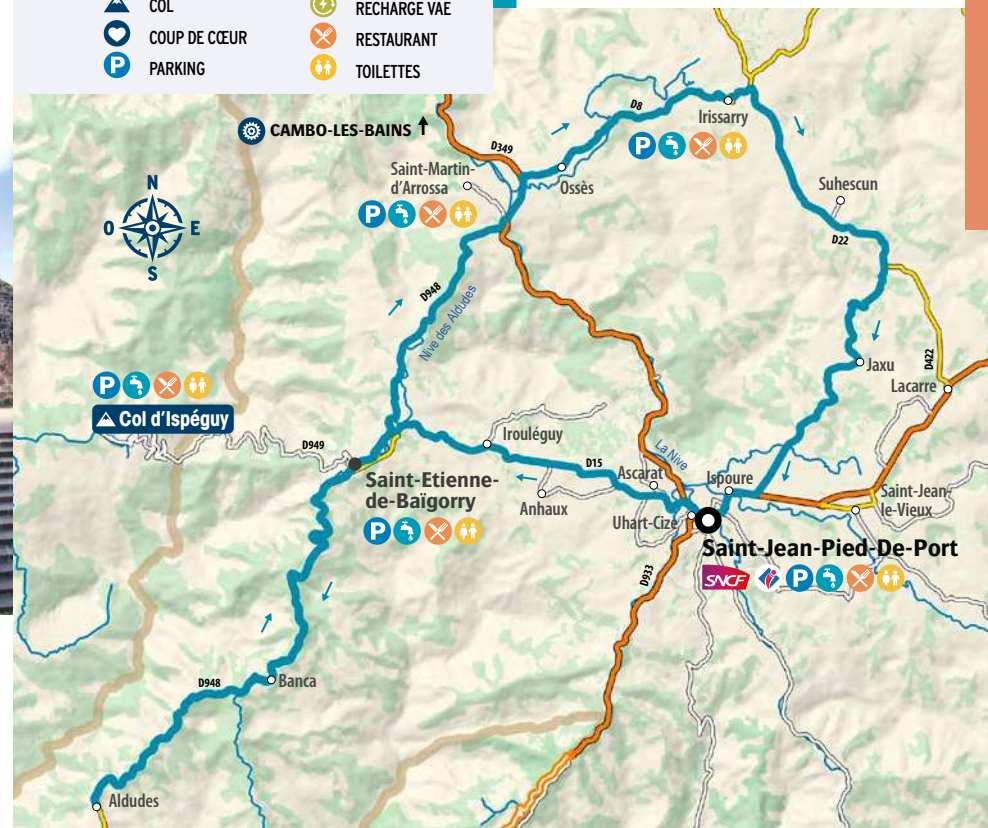 COL
COUP DE CŒUR
P PARKING
RECHARGE VAE
RESTAURANT
TOILETTES
CAMBO-LES-BAINS
D349
D8
Irissarry
P
Saint-Martin-
d'Arrossa
P
Ossès
Suhescun
D22
N
O E
S
D948
Nive des Aldudes
Jaxu
D422
Lacarre
P
Col d'Ispéguy
D949
Irouléguy
La Nive
D15
Ascarat
Ispoure
Saint-Etienne-
de-Baïgorry
P
Anhaux
Uhart-Cize
Saint-Jean-
le-Vieux
Saint-Jean-Pied-De-Port
SNCF P
D933
Banca
D948
Aldudes